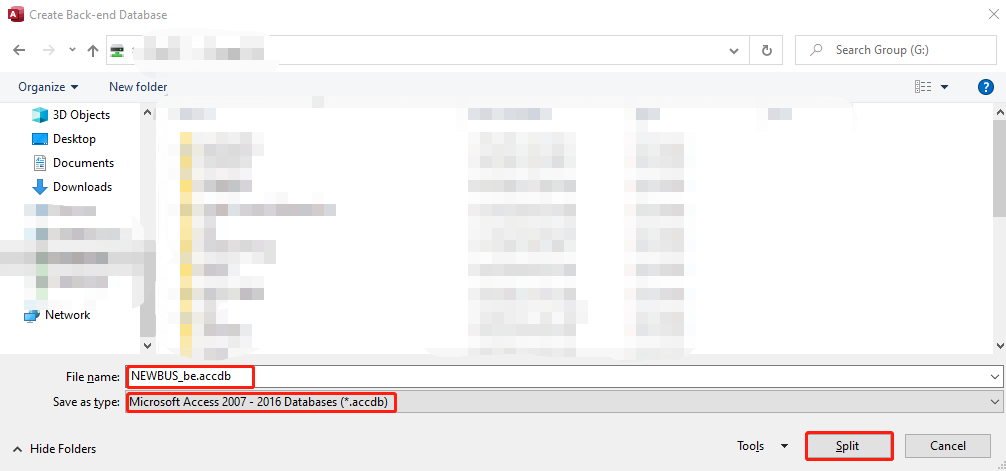 Create Back-end Database
Search Group (G:)
Organize
New folder
3D Objects
Desktop
Documents
Downloads
Network
File name: NEWBUS_be.accdb
Save as type: Microsoft Access 2007 - 2016 Databases (*.accdb)
Hide Folders
Tools
Split
Cancel